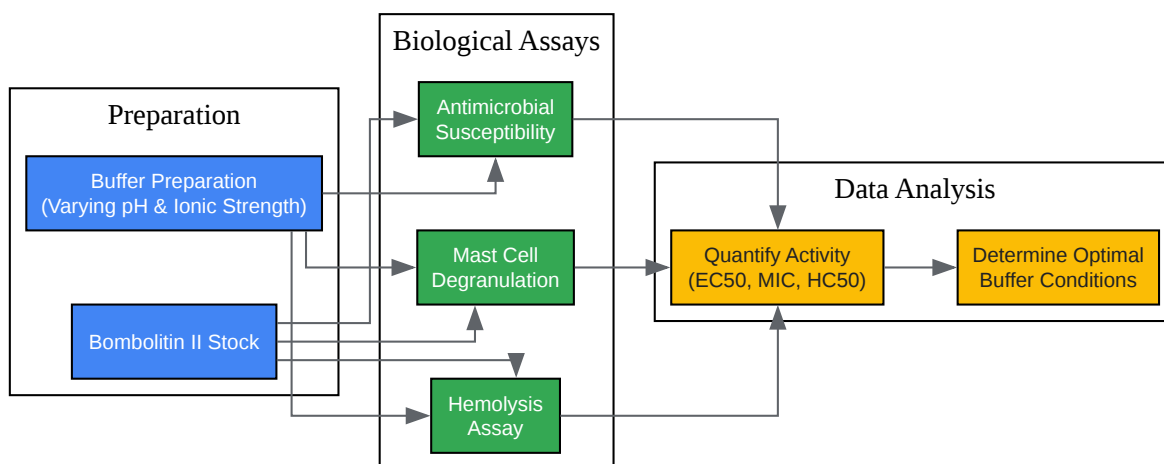 Preparation
Buffer Preparation
(Varying pH & Ionic Strength)
Bombolitin II Stock
Biological Assays
Antimicrobial
Susceptibility
Mast Cell
Degranulation
Hemolysis
Assay
Data Analysis
Quantify Activity
(EC50, MIC, HC50)
Determine Optimal
Buffer Conditions